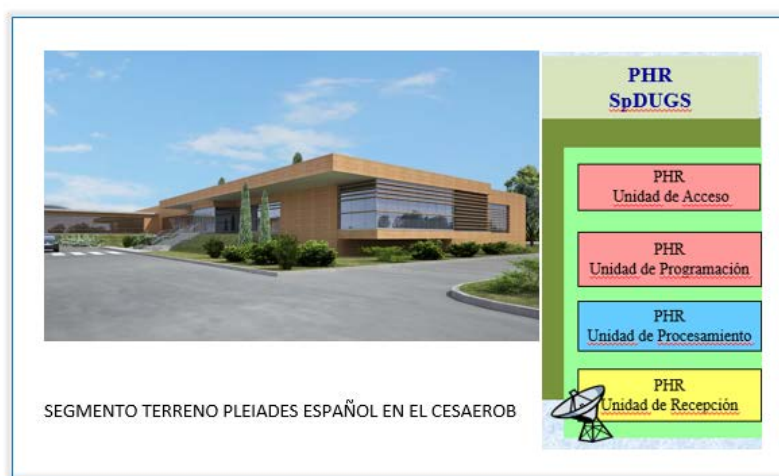 PHR
SpDUGS
PHR
Unidad de Acceso
PHR
Unidad de Programación
PHR
Unidad de Procesamiento
PHR
Unidad de Recepción
SEGMENTO TERRENO PLEIADES ESPAÑOL EN EL CESAEROB